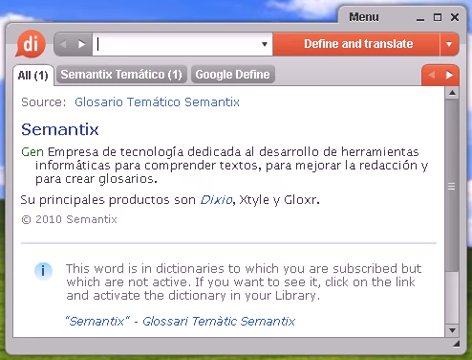 Menu
di
Define and translate
All (1) Semantix Temático (1) Google Define
Source: Glosario Temático Semantix
Semantix
Gen Empresa de tecnología dedicada al desarrollo de herramientas
informáticas para comprender textos, para mejorar la redacción y
para crear glosarios.
Su principales productos son Dixio, Xtyle y Gloxr.
© 2010 Semantix
i
This word is in dictionaries to which you are subscribed but
which are not active. If you want to see it, click on the link
and activate the dictionary in your Library.
"Semantix" - Glossari Temàtic Semantix